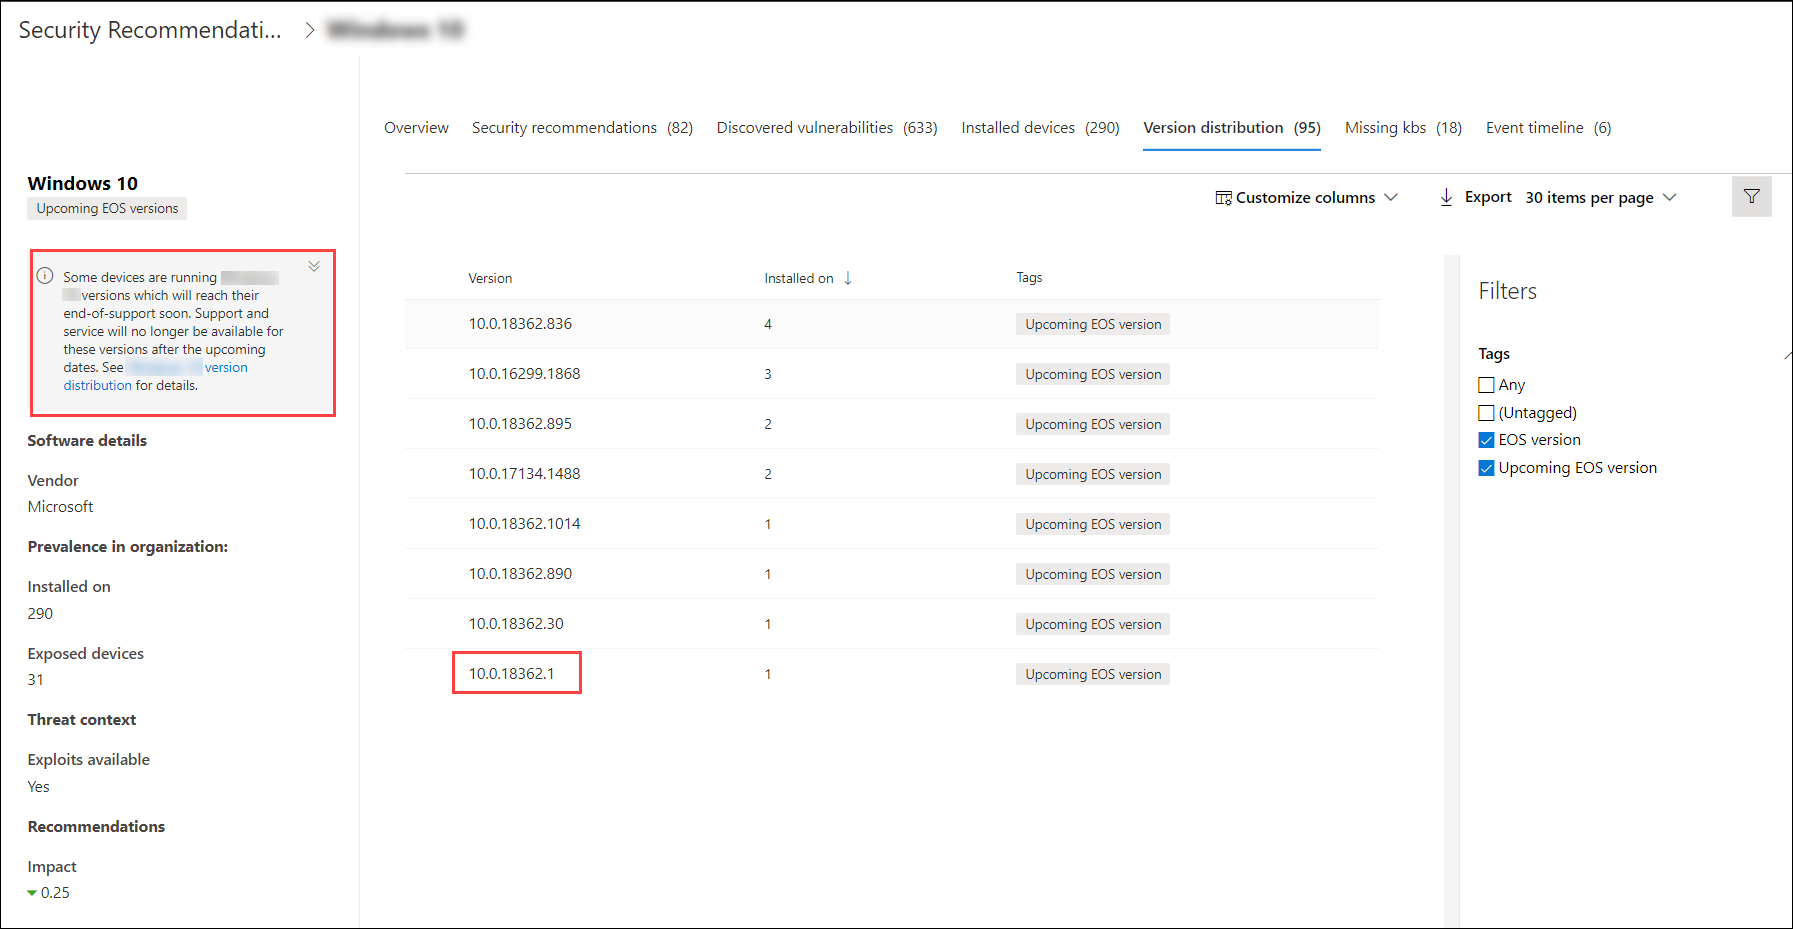 Security Recommendati...
Overview
Security recommendations (82)
Discovered vulnerabilities (633)
Installed devices (290)
Version distribution (95)
Missing kbs (18)
Event timeline (6)
Windows 10
Upcoming EOS versions
Customize columns
Export
30 items per page
Some devices are running
versions which will reach their
end-of-support soon. Support and
service will no longer be available for
these versions after the upcoming
dates. See version
distribution for details.
Software details
Vendor
Microsoft
Prevalence in organization:
Installed on
290
Exposed devices
31
Threat context
Exploits available
Yes
Recommendations
Impact
0.25
Version Installed on ↓ Tags
10.0.18362.836 4 Upcoming EOS version
10.0.16299.1868 3 Upcoming EOS version
10.0.18362.895 2 Upcoming EOS version
10.0.17134.1488 2 Upcoming EOS version
10.0.18362.1014 1 Upcoming EOS version
10.0.18362.890 1 Upcoming EOS version
10.0.18362.30 1 Upcoming EOS version
10.0.18362.1 1 Upcoming EOS version
Filters
Tags
Any
(Untagged)
EOS version
Upcoming EOS version